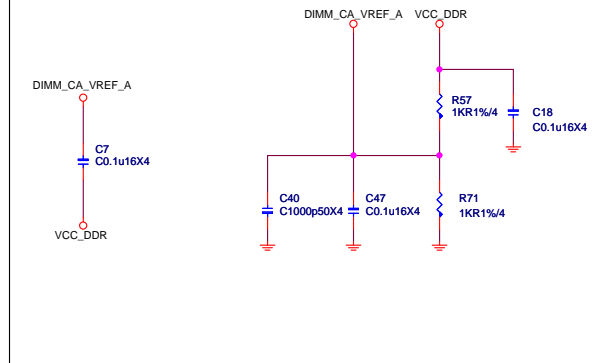 DIMM_CA_VREF_A
VCC_DDR
DIMM_CA_VREF_A
R57
1KR1%/4
C18
C0.1u16X4
C7
C0.1u16X4
C40
C1000p50X4
C47
C0.1u16X4
R71
1KR1%/4
VCC_DDR